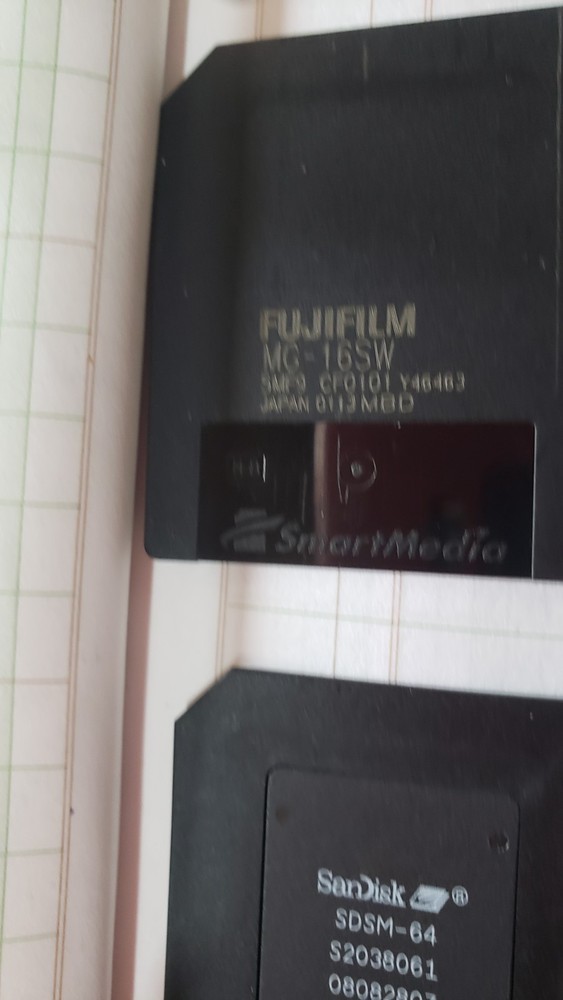 FUJIFILM
MG-16SW
SMF9 CF0101 Y46463
JAPAN 0113 MBD
SmartMedia
SanDisk ®
SDSM-64
S2038061